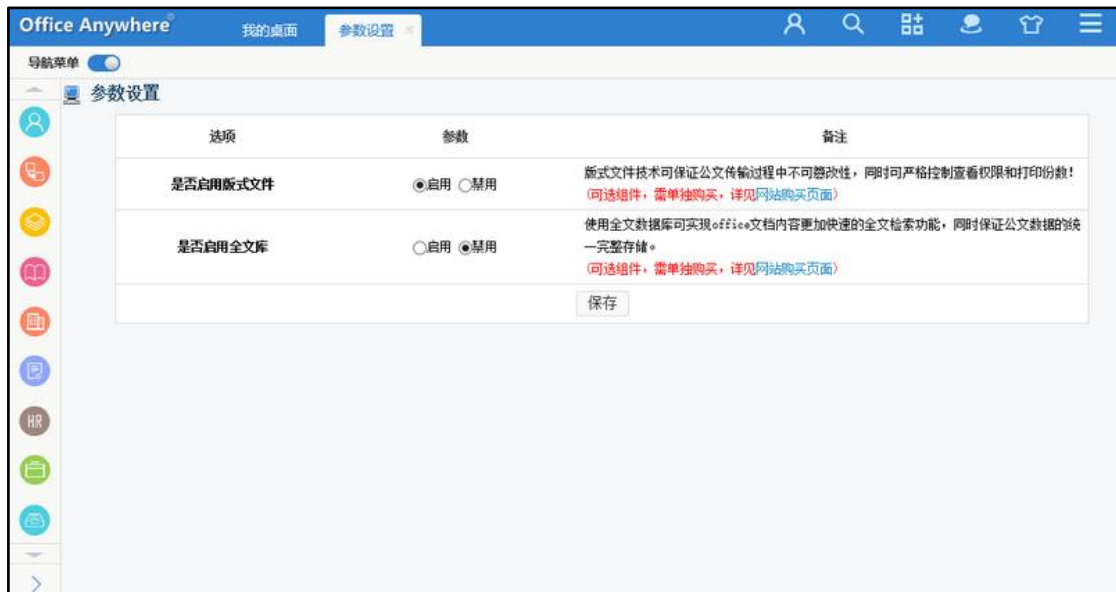 Office Anywhere
我的桌面
参数设置 ×
导航菜单
参数设置
选项 参数 备注
是否启用版式文件 启用 禁用 版式文件技术可保证公文传输过程中不可篡改性，同时可严格控制查看权限和打印份数！
（可选组件，需单独购买，详见网站购买页面）
是否启用全文库 启用 禁用 使用全文数据库可实现office文档内容更加快速的全文检索功能，同时保证公文数据的统
一完整存储。
（可选组件，需单独购买，详见网站购买页面）
保存
HR